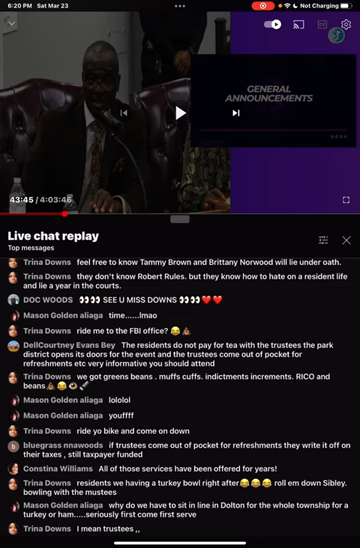 6:20 PM Sat Mar 23
Not Charging
GENERAL
ANNOUNCEMENTS
43:45 / 4:03:46
Live chat replay
Top messages
Trina Downs feel free to know Tammy Brown and Brittany Norwood will lie under oath.
Trina Downs they don't know Robert Rules. but they know how to hate on a resident life
and lie a year in the courts.
DOC WOODS 👀👀 SEE U MISS DOWNS 👀👀❤️❤️
Mason Golden aliaga time......lmao
Trina Downs ride me to the FBI office? 😂💩
DellCourtney Evans Bey The residents do not pay for tea with the trustees the park
district opens its doors for the event and the trustees come out of pocket for
refreshments etc very informative you should attend
Trina Downs we got greens beans . muffs cuffs. indictments increments. RICO and
beans💩😂
Mason Golden aliaga lololol
Mason Golden aliaga youffff
Trina Downs ride yo bike and come on down
bluegrass nnawoods if trustees come out of pocket for refreshments they write it off on
their taxes , still taxpayer funded
Constina Williams All of those services have been offered for years!
Trina Downs residents we having a turkey bowl right after😂😂😂 roll em down Sibley.
bowling with the mustees
Mason Golden aliaga why do we have to sit in line in Dolton for the whole township for a
turkey or ham.....seriously first come first serve
Trina Downs I mean trustees ,,